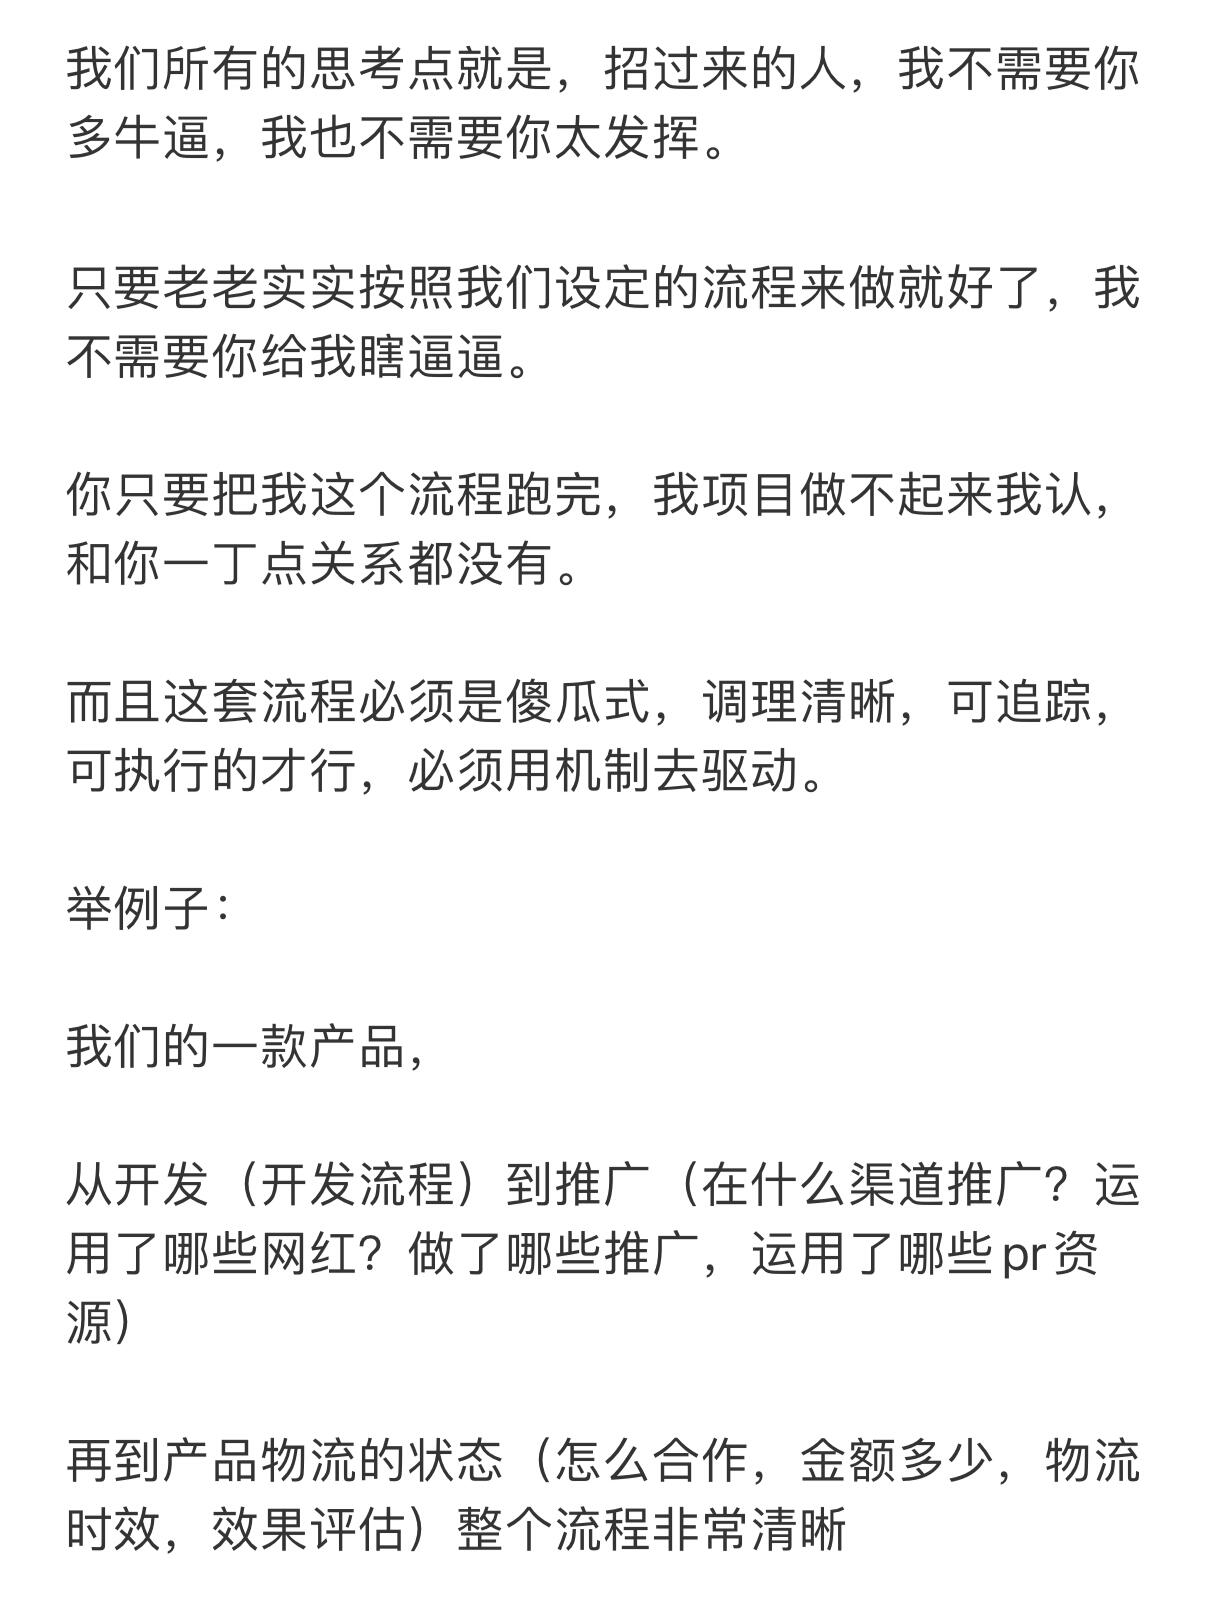 我们所有的思考点就是，招过来的人，我不需要你
多牛逼，我也不需要你太发挥。
只要老老实实按照我们设定的流程来做就好了，我
不需要你给我瞎逼逼。
你只要把我这个流程跑完，我项目做不起来我认，
和你一丁点关系都没有。
而且这套流程必须是傻瓜式，调理清晰，可追踪，
可执行的才行，必须用机制去驱动。
举例子：
我们的一款产品，
从开发（开发流程）到推广（在什么渠道推广？运
用了哪些网红？做了哪些推广，运用了哪些pr资
源）
再到产品物流的状态（怎么合作，金额多少，物流
时效，效果评估）整个流程非常清晰